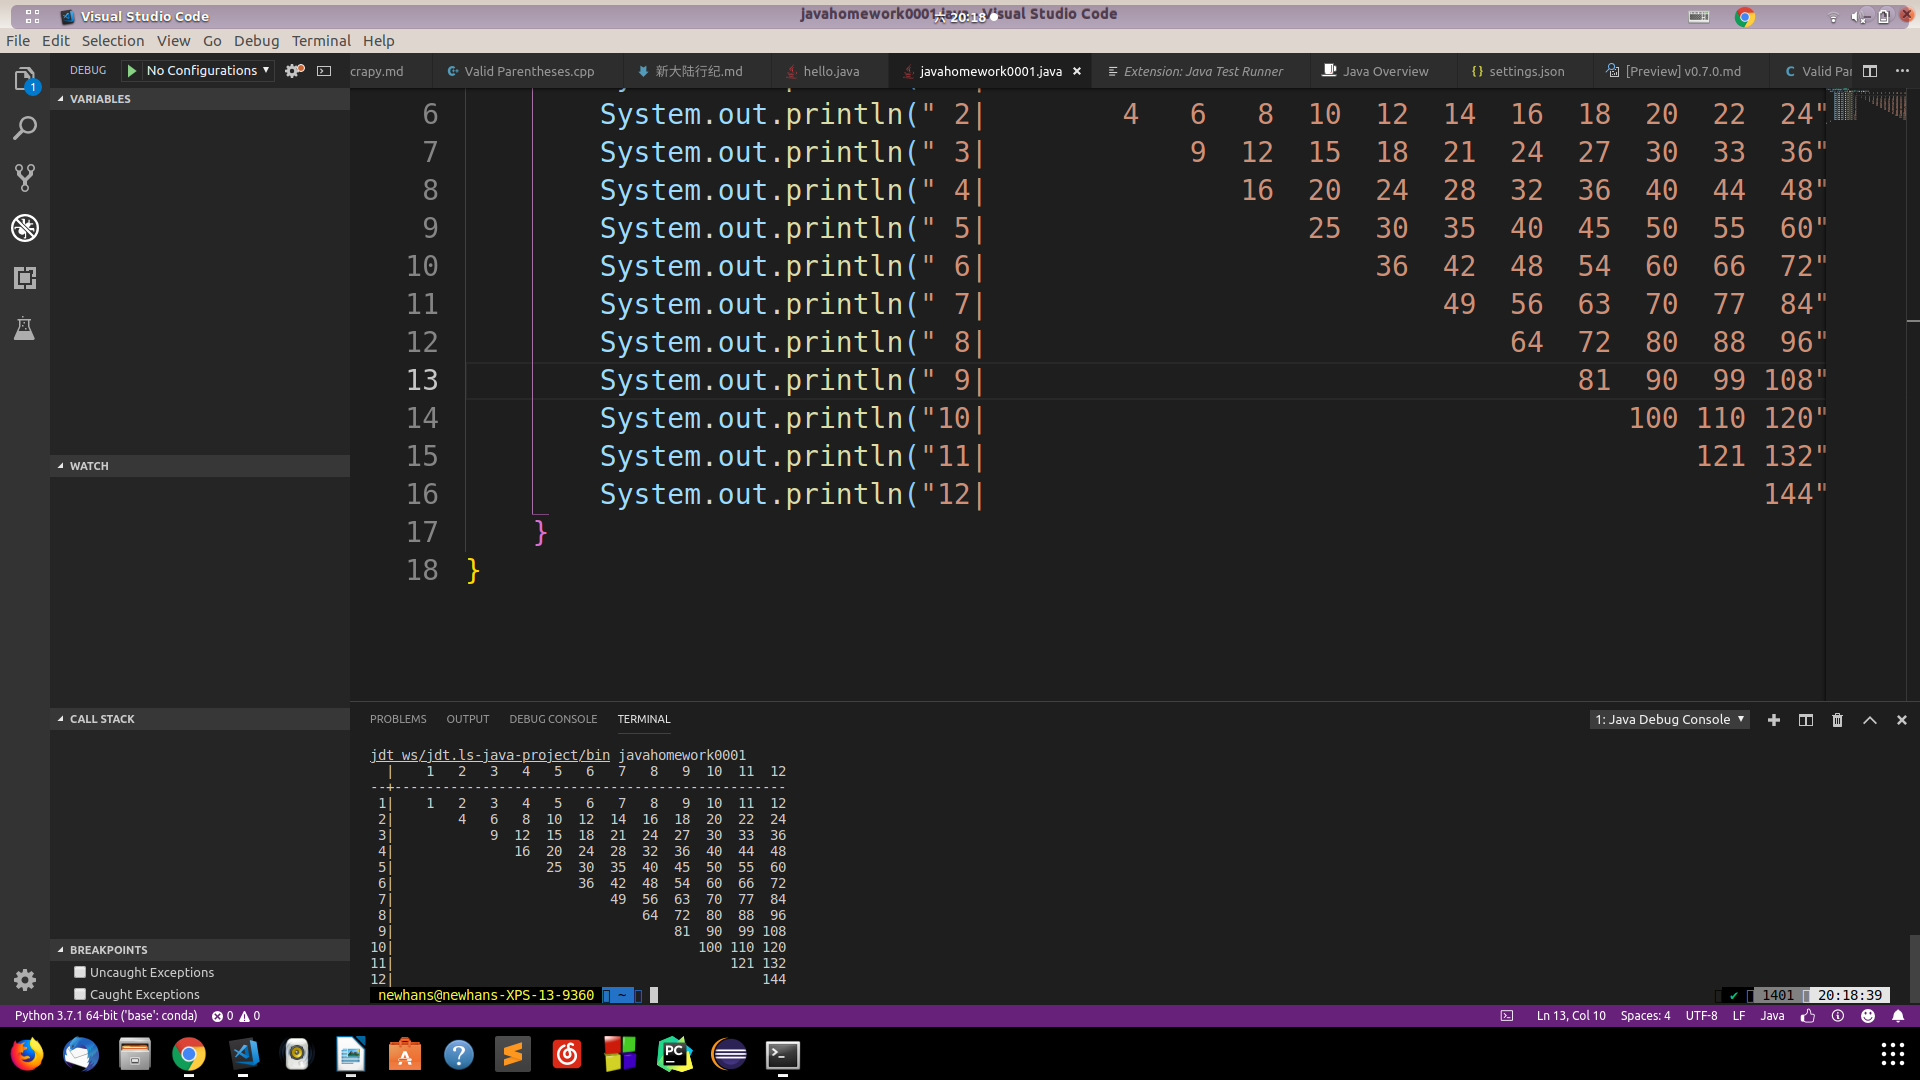 Visual Studio Code
javahomework0001.java - Visual Studio Code
六 20:18
File Edit Selection View Go Debug Terminal Help
DEBUG No Configurations
crapy.md Valid Parentheses.cpp 新大陆行纪.md hello.java javahomework0001.java Extension: Java Test Runner Java Overview settings.json [Preview] v0.7.0.md Valid Par
1
VARIABLES
WATCH
CALL STACK
BREAKPOINTS
Uncaught Exceptions
Caught Exceptions
6 System.out.println(" 2|        4   6   8  10  12  14  16  18  20  22  24"
7 System.out.println(" 3|            9  12  15  18  21  24  27  30  33  36"
8 System.out.println(" 4|               16  20  24  28  32  36  40  44  48"
9 System.out.println(" 5|                   25  30  35  40  45  50  55  60"
10 System.out.println(" 6|                       36  42  48  54  60  66  72"
11 System.out.println(" 7|                           49  56  63  70  77  84"
12 System.out.println(" 8|                               64  72  80  88  96"
13 System.out.println(" 9|                                   81  90  99 108"
14 System.out.println("10|                                      100 110 120"
15 System.out.println("11|                                          121 132"
16 System.out.println("12|                                              144"
17 }
18 }
PROBLEMS OUTPUT DEBUG CONSOLE TERMINAL 1: Java Debug Console
jdt_ws/jdt.ls-java-project/bin javahomework0001
  |    1   2   3   4   5   6   7   8   9  10  11  12
--+-------------------------------------------------
 1|    1   2   3   4   5   6   7   8   9  10  11  12
 2|        4   6   8  10  12  14  16  18  20  22  24
 3|            9  12  15  18  21  24  27  30  33  36
 4|               16  20  24  28  32  36  40  44  48
 5|                   25  30  35  40  45  50  55  60
 6|                       36  42  48  54  60  66  72
 7|                           49  56  63  70  77  84
 8|                               64  72  80  88  96
 9|                                   81  90  99 108
10|                                      100 110 120
11|                                          121 132
12|                                              144
newhans@newhans-XPS-13-9360 ~ ✔ 1401 20:18:39
Python 3.7.1 64-bit ('base': conda) 0 0 Ln 13, Col 10 Spaces: 4 UTF-8 LF Java
PC